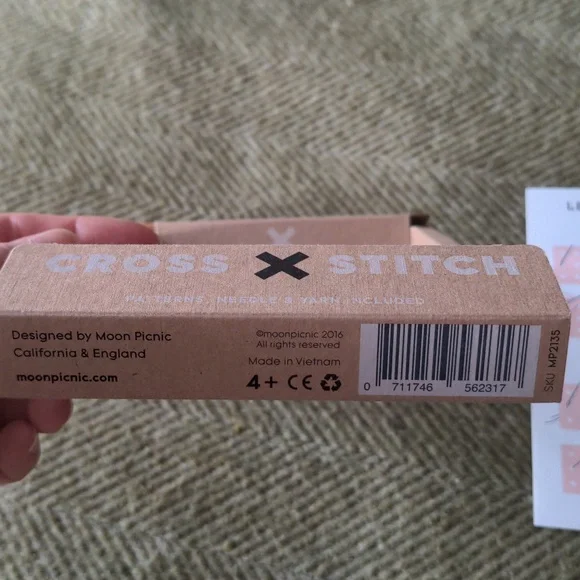 CROSS X STITCH
PATTERNS, NEEDLE & YARN INCLUDED
Designed by Moon Picnic
California & England
moonpicnic.com
©moonpicnic 2016
All rights reserved
Made in Vietnam
4+ CE
0 711746 562317
SKU MP2135